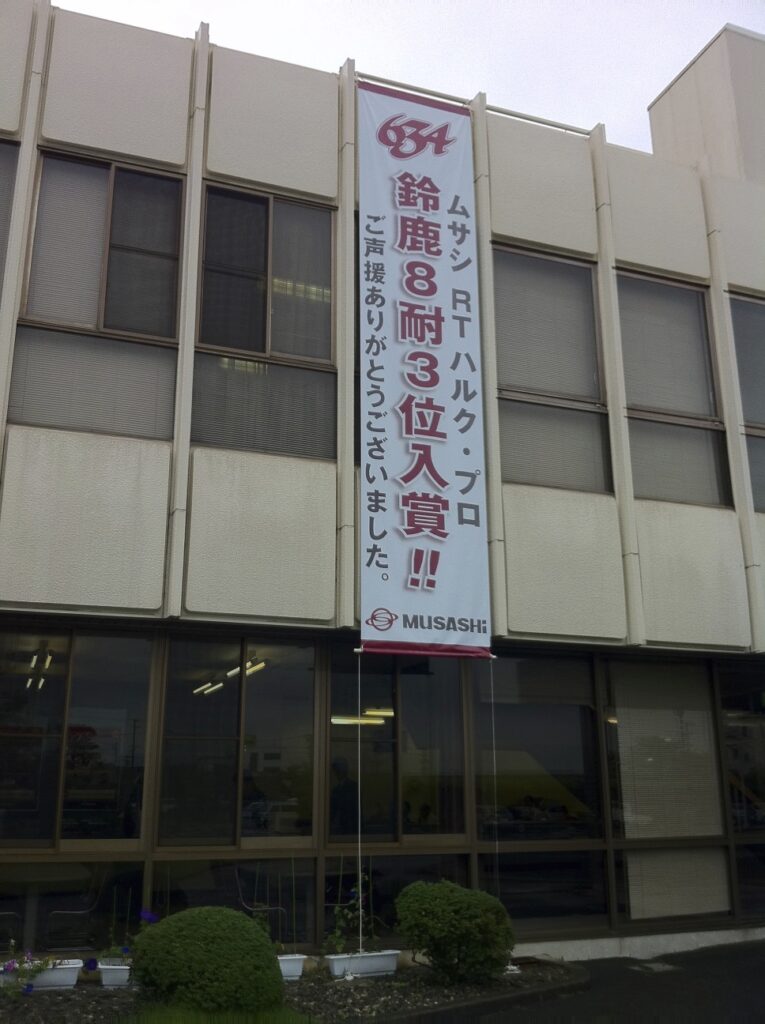 634
ムサシ RT ハルク・プロ
鈴鹿8耐3位入賞!!
ご声援ありがとうございました。
MUSASHi